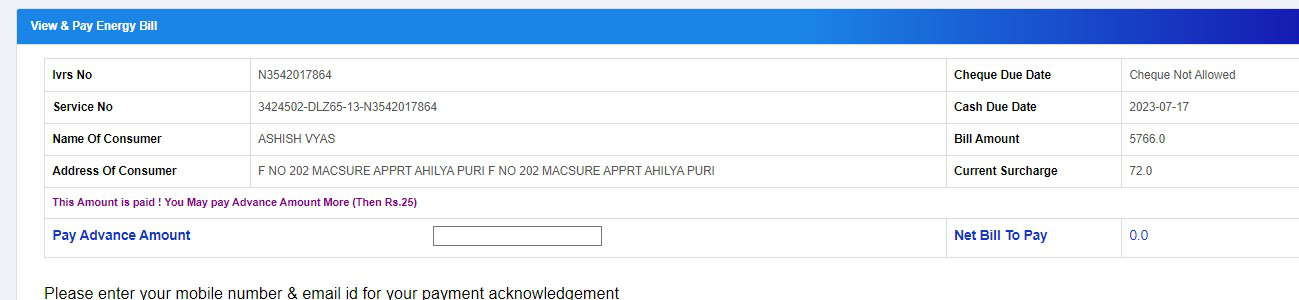 View & Pay Energy Bill
Ivrs No N3542017864 Cheque Due Date Cheque Not Allowed
Service No 3424502-DLZ65-13-N3542017864 Cash Due Date 2023-07-17
Name Of Consumer ASHISH VYAS Bill Amount 5766.0
Address Of Consumer F NO 202 MACSURE APPRT AHILYA PURI F NO 202 MACSURE APPRT AHILYA PURI Current Surcharge 72.0
This Amount is paid ! You May pay Advance Amount More (Then Rs.25)
Pay Advance Amount Net Bill To Pay 0.0
Please enter your mobile number & email id for your payment acknowledgement